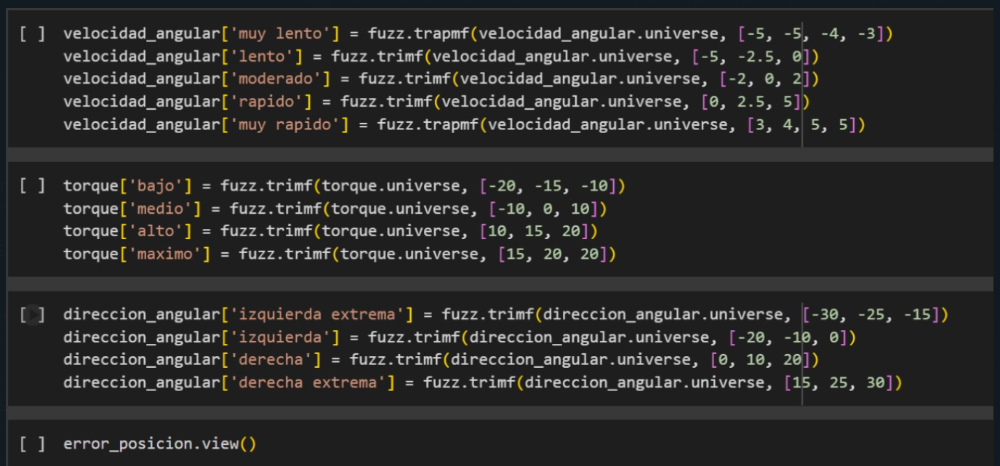 [ ] velocidad_angular['muy lento'] = fuzz.trapmf(velocidad_angular.universe, [-5, -5, -4, -3])
velocidad_angular['lento'] = fuzz.trimf(velocidad_angular.universe, [-5, -2.5, 0])
velocidad_angular['moderado'] = fuzz.trimf(velocidad_angular.universe, [-2, 0, 2])
velocidad_angular['rapido'] = fuzz.trimf(velocidad_angular.universe, [0, 2.5, 5])
velocidad_angular['muy rapido'] = fuzz.trapmf(velocidad_angular.universe, [3, 4, 5, 5])
[ ] torque['bajo'] = fuzz.trimf(torque.universe, [-20, -15, -10])
torque['medio'] = fuzz.trimf(torque.universe, [-10, 0, 10])
torque['alto'] = fuzz.trimf(torque.universe, [10, 15, 20])
torque['maximo'] = fuzz.trimf(torque.universe, [15, 20, 20])
[ ] direccion_angular['izquierda extrema'] = fuzz.trimf(direccion_angular.universe, [-30, -25, -15])
direccion_angular['izquierda'] = fuzz.trimf(direccion_angular.universe, [-20, -10, 0])
direccion_angular['derecha'] = fuzz.trimf(direccion_angular.universe, [0, 10, 20])
direccion_angular['derecha extrema'] = fuzz.trimf(direccion_angular.universe, [15, 25, 30])
[ ] error_posicion.view()